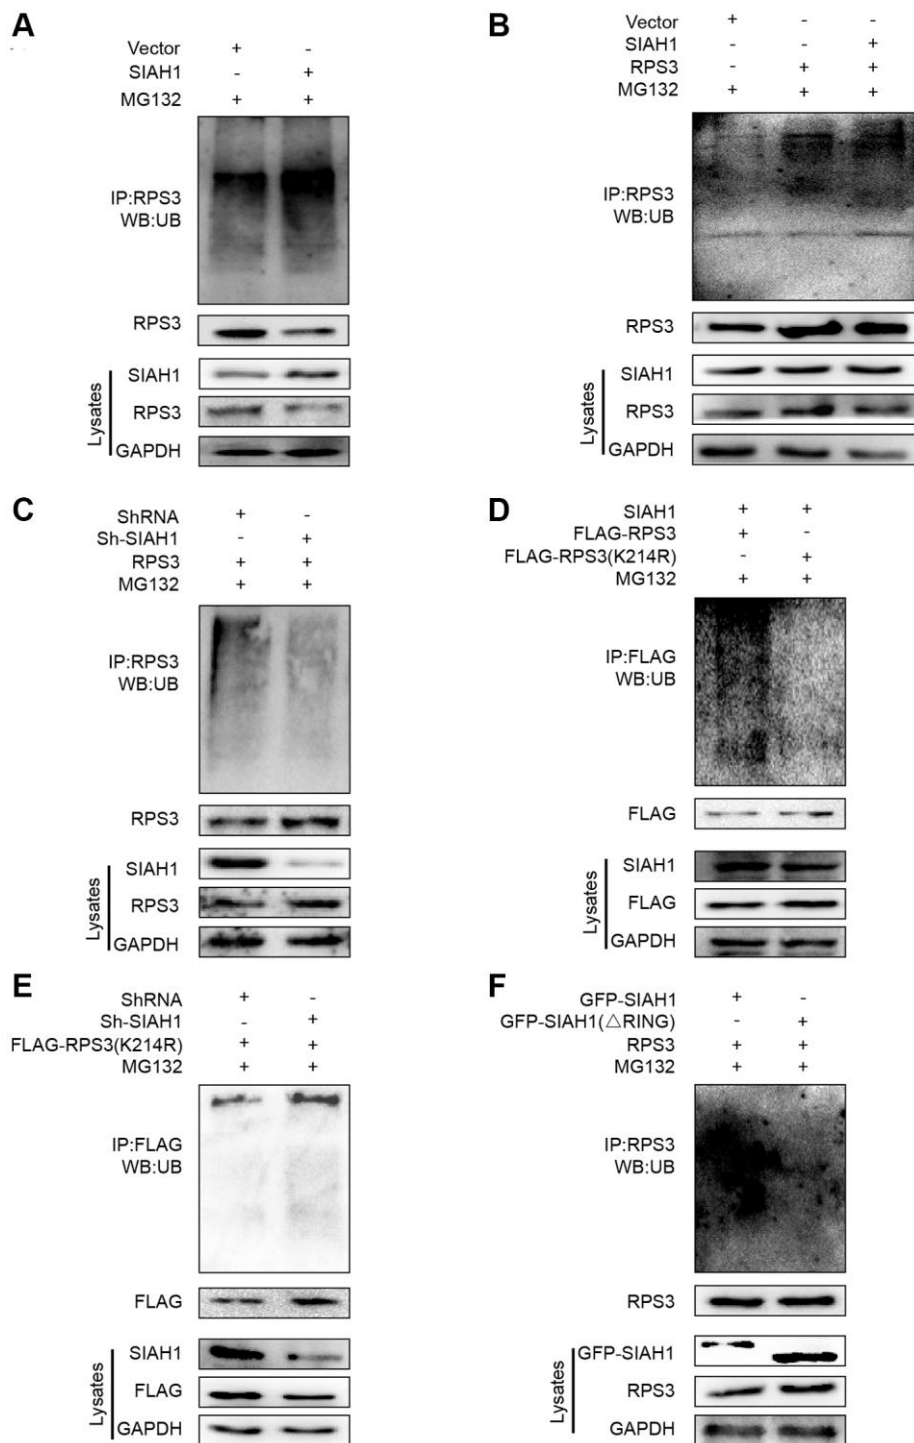 A
Vector + -
SIAH1 - +
MG132 + +
IP:RPS3
WB:UB
RPS3
Lysates
SIAH1
RPS3
GAPDH
B
Vector + - -
SIAH1 - - +
RPS3 - + +
MG132 + + +
IP:RPS3
WB:UB
RPS3
Lysates
SIAH1
RPS3
GAPDH
C
ShRNA + -
Sh-SIAH1 - +
RPS3 + +
MG132 + +
IP:RPS3
WB:UB
RPS3
Lysates
SIAH1
RPS3
GAPDH
D
SIAH1 + +
FLAG-RPS3 + -
FLAG-RPS3(K214R) - +
MG132 + +
IP:FLAG
WB:UB
FLAG
Lysates
SIAH1
FLAG
GAPDH
E
ShRNA + -
Sh-SIAH1 - +
FLAG-RPS3(K214R) + +
MG132 + +
IP:FLAG
WB:UB
FLAG
Lysates
SIAH1
FLAG
GAPDH
F
GFP-SIAH1 + -
GFP-SIAH1(△RING) - +
RPS3 + +
MG132 + +
IP:RPS3
WB:UB
RPS3
Lysates
GFP-SIAH1
RPS3
GAPDH